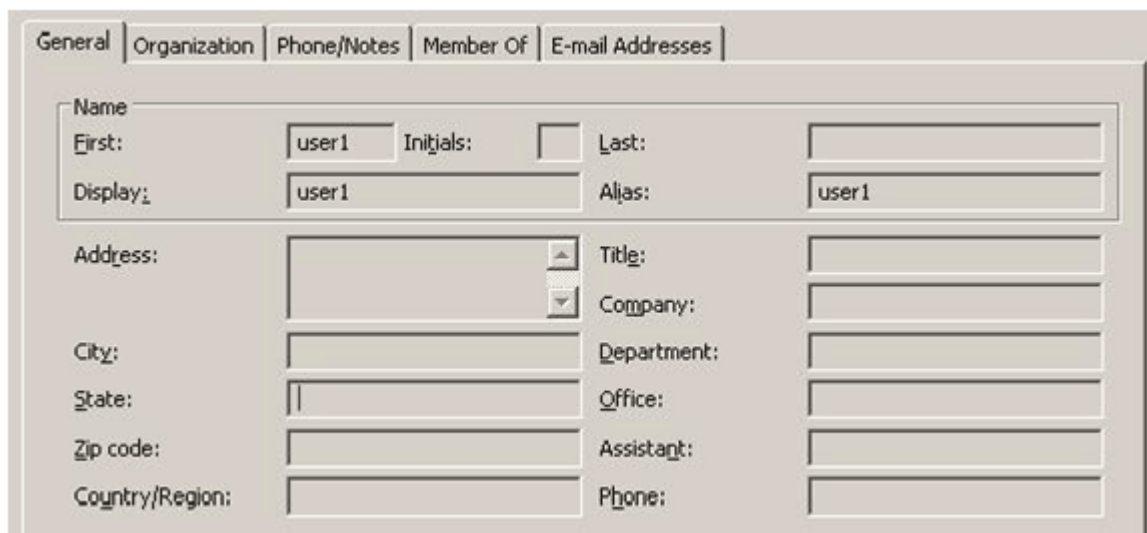 General Organization Phone/Notes Member Of E-mail Addresses
Name
First: user1 Initials: Last:
Display: user1 Alias: user1
Address: Title:
Company:
City: Department:
State: Office:
Zip code: Assistant:
Country/Region: Phone: